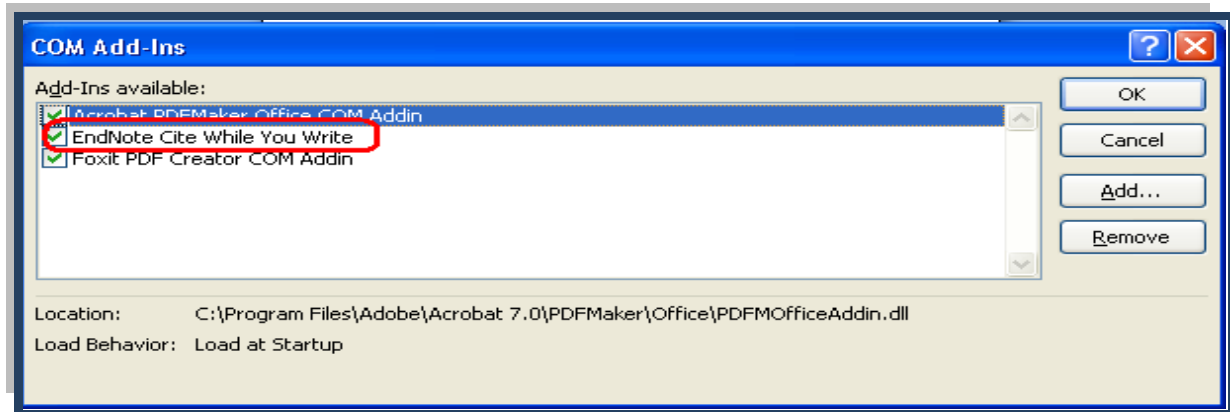 COM Add-Ins
Add-Ins available:
Acrobat PDFMaker Office COM Addin
EndNote Cite While You Write
Foxit PDF Creator COM Addin
OK
Cancel
Add...
Remove
Location: C:\Program Files\Adobe\Acrobat 7.0\PDFMaker\Office\PDFMOfficeAddin.dll
Load Behavior: Load at Startup